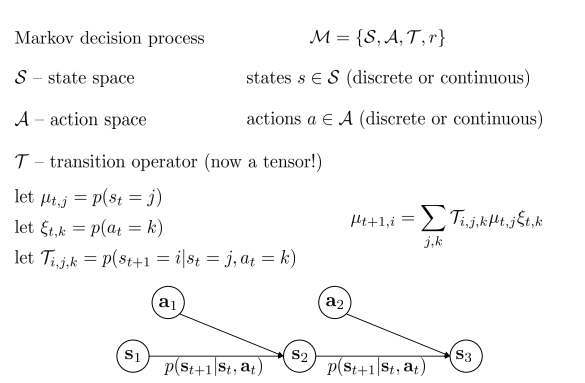 Markov decision process $\mathcal{M} = \{\mathcal{S}, \mathcal{A}, \mathcal{T}, r\}$
$\mathcal{S}$ – state space states $s \in \mathcal{S}$ (discrete or continuous)
$\mathcal{A}$ – action space actions $a \in \mathcal{A}$ (discrete or continuous)
$\mathcal{T}$ – transition operator (now a tensor!)
let $\mu_{t,j} = p(s_t = j)$
let $\xi_{t,k} = p(a_t = k)$
$\mu_{t+1,i} = \sum_{j,k} \mathcal{T}_{i,j,k} \mu_{t,j} \xi_{t,k}$
let $\mathcal{T}_{i,j,k} = p(s_{t+1} = i | s_t = j, a_t = k)$
$\mathbf{a}_1$ $\mathbf{a}_2$
$\mathbf{s}_1$ $\mathbf{s}_2$ $\mathbf{s}_3$
$p(\mathbf{s}_{t+1}|\mathbf{s}_t, \mathbf{a}_t)$ $p(\mathbf{s}_{t+1}|\mathbf{s}_t, \mathbf{a}_t)$